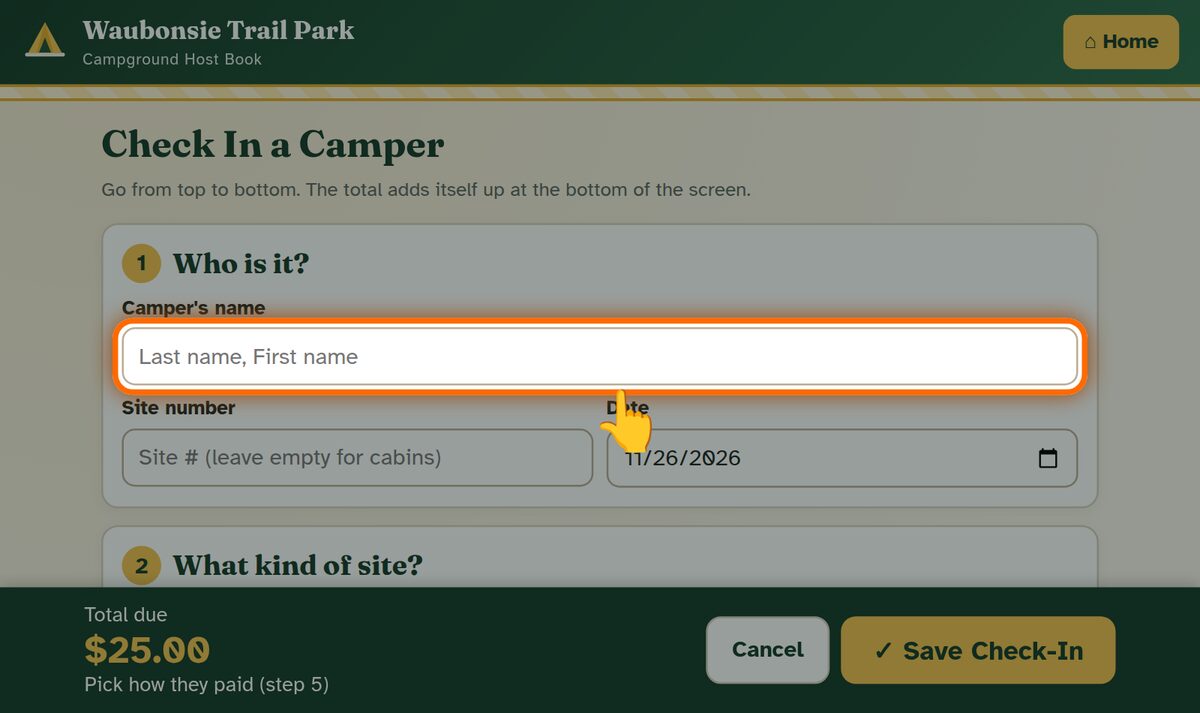 Waubonsie Trail Park
Campground Host Book
⌂ Home
Check In a Camper
Go from top to bottom. The total adds itself up at the bottom of the screen.
1 Who is it?
Camper's name
Last name, First name
Site number
Date
Site # (leave empty for cabins)
11/26/2026
2 What kind of site?
Total due
$25.00
Pick how they paid (step 5)
Cancel
✓ Save Check-In